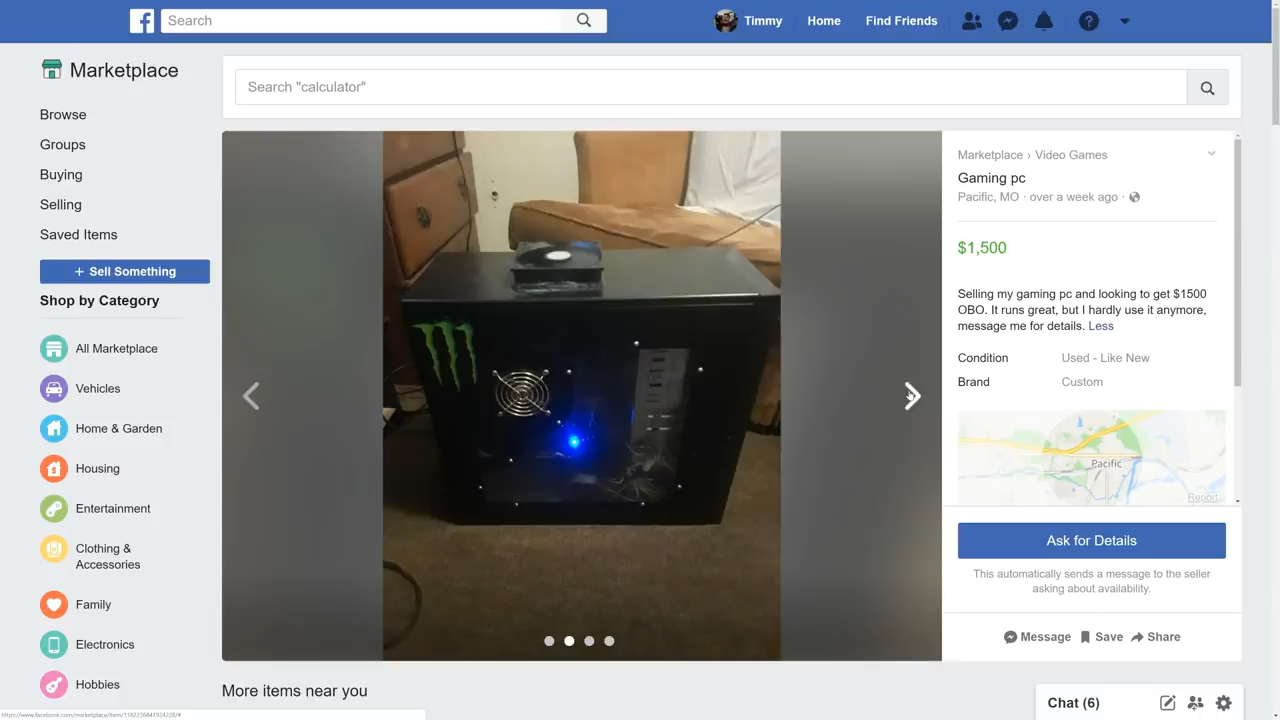 Search
Timmy
Home
Find Friends
Marketplace
Search "calculator"
Browse
Groups
Buying
Selling
Saved Items
+ Sell Something
Shop by Category
All Marketplace
Vehicles
Home & Garden
Housing
Entertainment
Clothing &
Accessories
Family
Electronics
Hobbies
Marketplace › Video Games
Gaming pc
Pacific, MO · over a week ago ·
$1,500
Selling my gaming pc and looking to get $1500
OBO. It runs great, but I hardly use it anymore,
message me for details. Less
Condition Used - Like New
Brand Custom
Pacific
Report
Ask for Details
This automatically sends a message to the seller
asking about availability.
Message Save Share
More items near you
Chat (6)